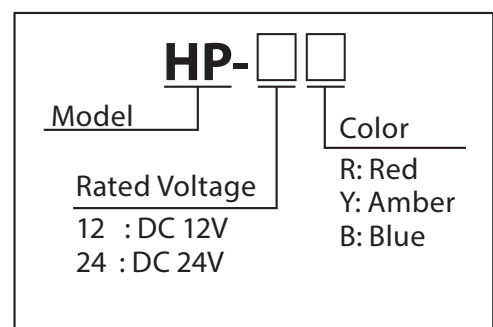 HP-□□
Model
Rated Voltage
12 : DC 12V
24 : DC 24V
Color
R: Red
Y: Amber
B: Blue